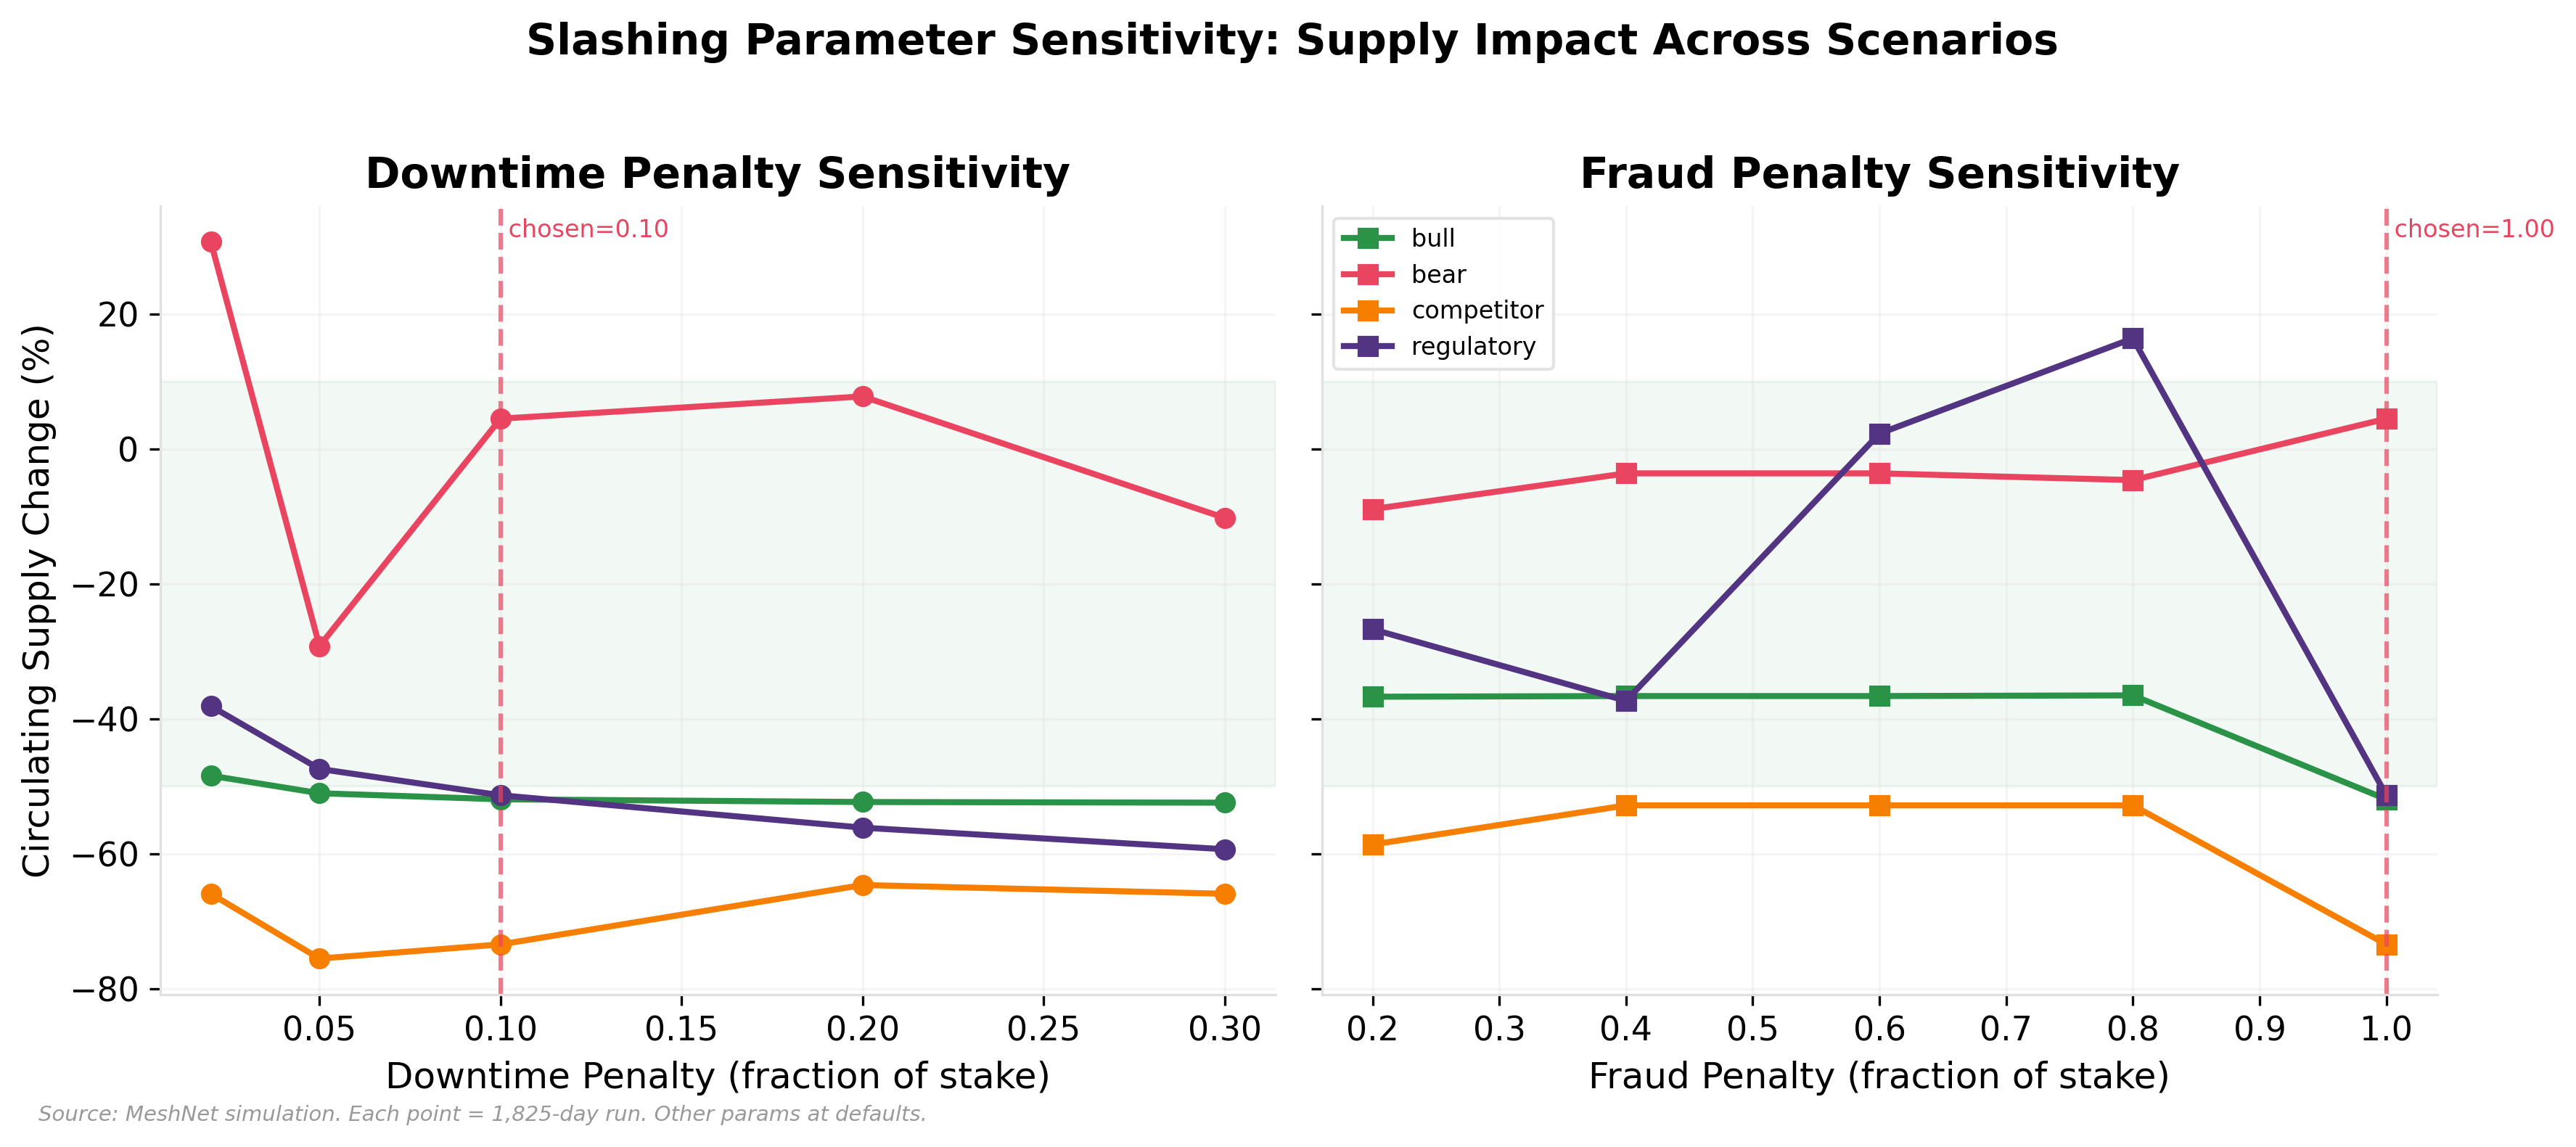 Slashing Parameter Sensitivity: Supply Impact Across Scenarios
Downtime Penalty Sensitivity
chosen=0.10
Circulating Supply Change (%)
20
0
−20
−40
−60
−80
0.05 0.10 0.15 0.20 0.25 0.30
Downtime Penalty (fraction of stake)
Fraud Penalty Sensitivity
bull
bear
competitor
regulatory
chosen=1.00
0.2 0.3 0.4 0.5 0.6 0.7 0.8 0.9 1.0
Fraud Penalty (fraction of stake)
Source: MeshNet simulation. Each point = 1,825-day run. Other params at defaults.